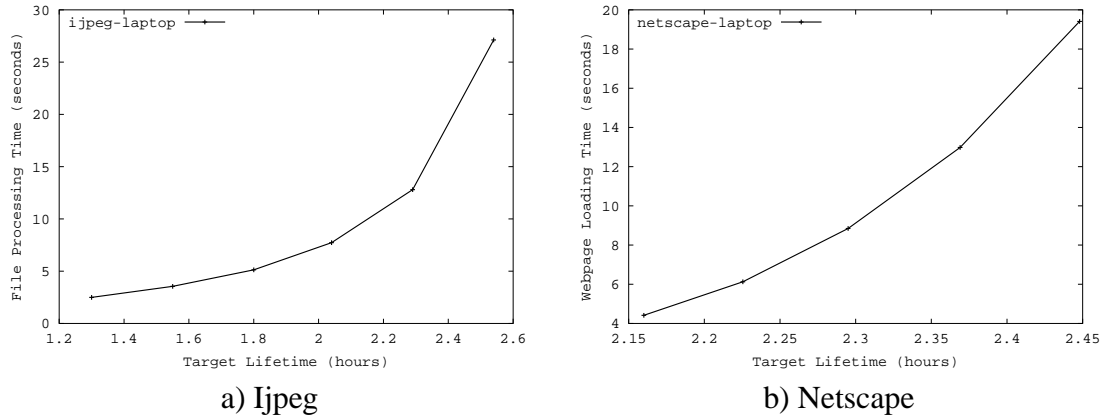 ijpeg-laptop
File Processing Time (seconds)
30
25
20
15
10
5
0
1.2 1.4 1.6 1.8 2 2.2 2.4 2.6
Target Lifetime (hours)
a) Ijpeg
netscape-laptop
Webpage Loading Time (seconds)
20
18
16
14
12
10
8
6
4
2.15 2.2 2.25 2.3 2.35 2.4 2.45
Target Lifetime (hours)
b) Netscape